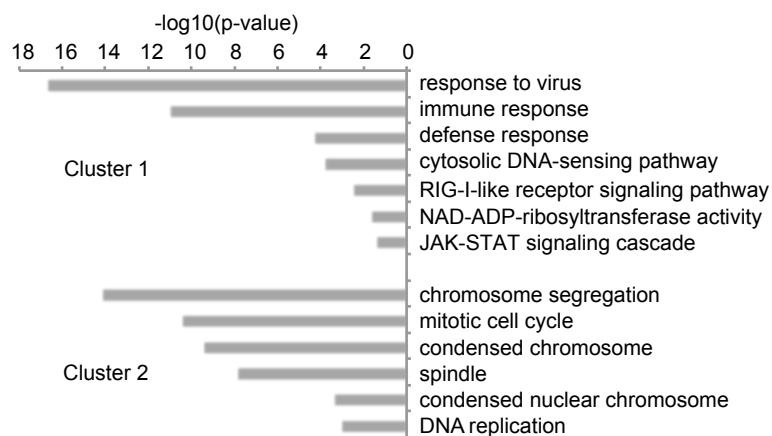 -log10(p-value)
18 16 14 12 10 8 6 4 2 0
response to virus
immune response
defense response
Cluster 1
cytosolic DNA-sensing pathway
RIG-I-like receptor signaling pathway
NAD-ADP-ribosyltransferase activity
JAK-STAT signaling cascade
chromosome segregation
mitotic cell cycle
condensed chromosome
Cluster 2
spindle
condensed nuclear chromosome
DNA replication